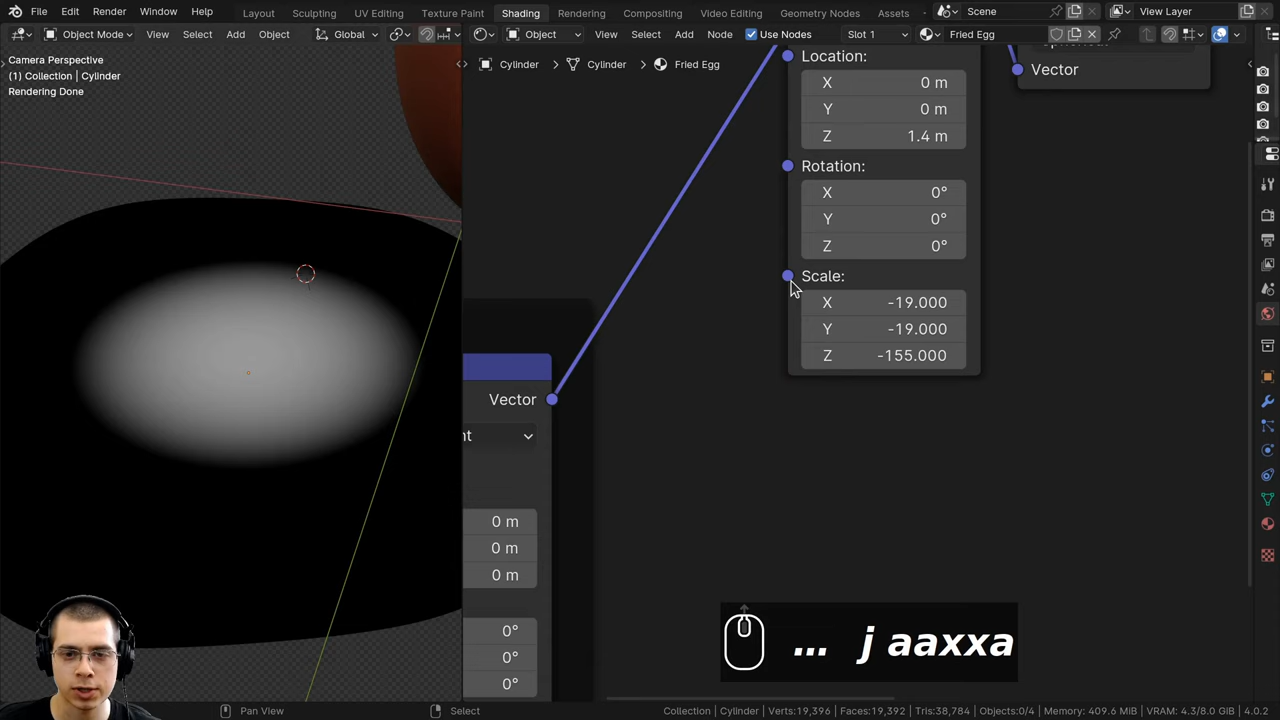 File Edit Render Window Help Layout Sculpting UV Editing Texture Paint Shading Rendering Compositing Video Editing Geometry Nodes Assets Scene View Layer
Object Mode View Select Add Object Global Object View Select Add Node Use Nodes Slot 1 Fried Egg
Camera Perspective
(1) Collection | Cylinder
Rendering Done
Cylinder > Cylinder > Fried Egg
Vector
Location:
X 0 m
Y 0 m
Z 1.4 m
Rotation:
X 0°
Y 0°
Z 0°
Scale:
X -19.000
Y -19.000
Z -155.000
Vector
nt
0 m
0 m
0 m
0°
0°
0°
... j aaxxa
Pan View Select Collection | Cylinder | Verts:19,396 | Faces:19,392 | Tris:38,784 | Objects:0/4 | Memory: 409.6 MiB | VRAM: 4.3/8.0 GiB | 4.0.2